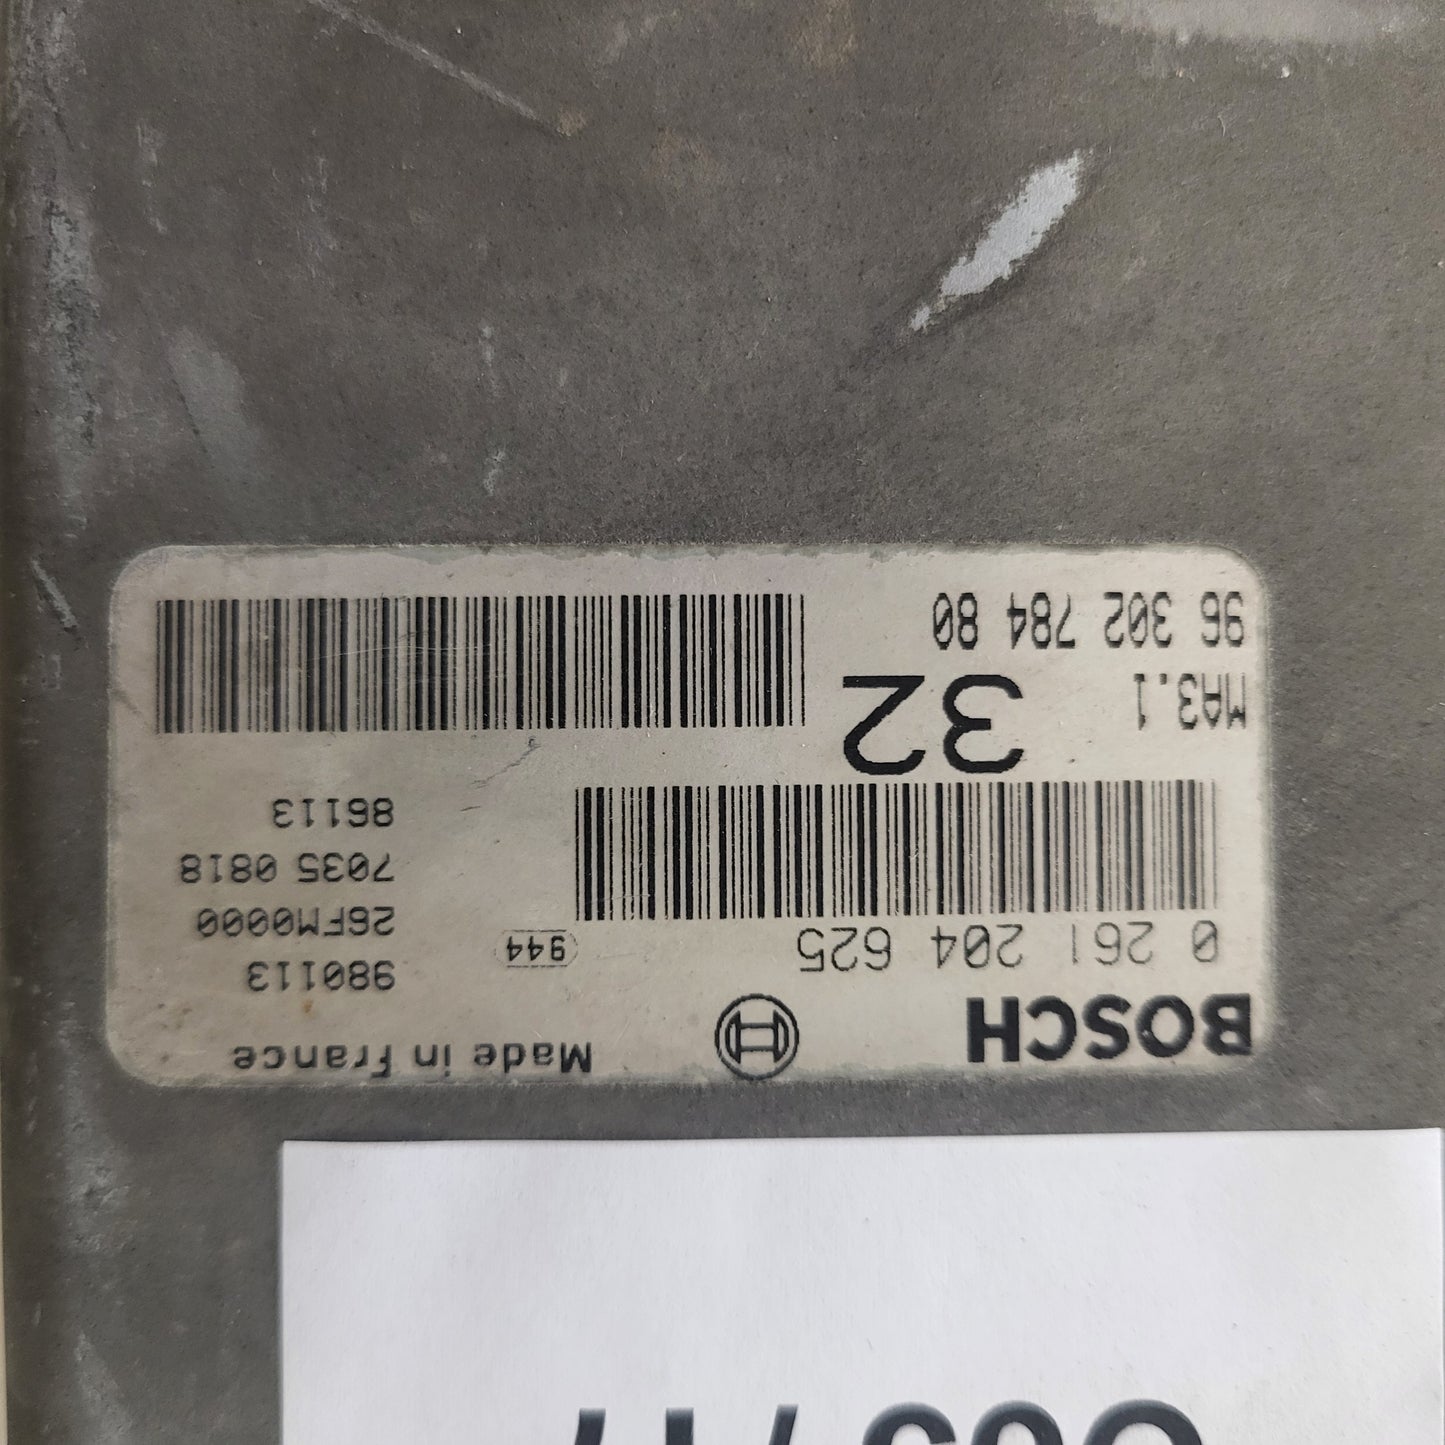 BOSCH Made in France
0 261 204 625 944 980113
26FM00000
7035 0818
86113
MA3.1 32
96 302 784 80